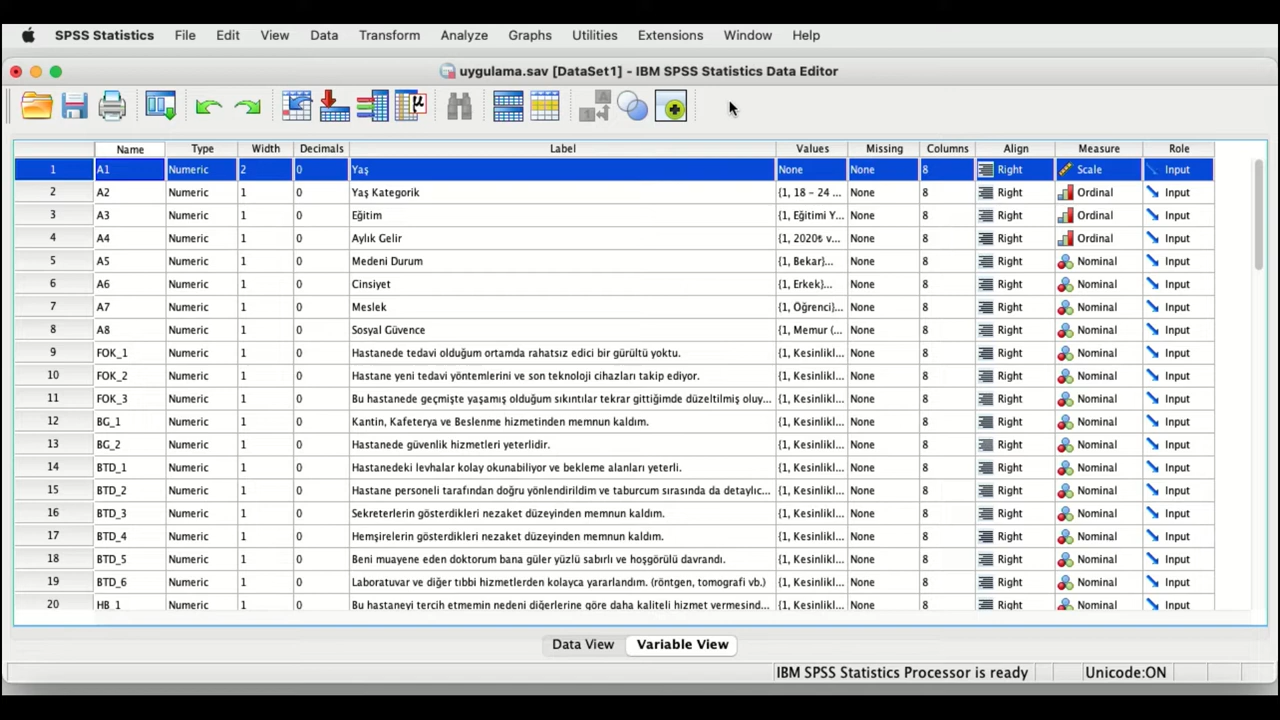 SPSS Statistics File Edit View Data Transform Analyze Graphs Utilities Extensions Window Help
uygulama.sav [DataSet1] - IBM SPSS Statistics Data Editor
Name Type Width Decimals Label Values Missing Columns Align Measure Role
1 A1 Numeric 2 0 Yaş None None 8 Right Scale Input
2 A2 Numeric 1 0 Yaş Kategorik {1, 18 - 24 ... None 8 Right Ordinal Input
3 A3 Numeric 1 0 Eğitim {1, Eğitimi Y... None 8 Right Ordinal Input
4 A4 Numeric 1 0 Aylık Gelir {1, 2020₺ v... None 8 Right Ordinal Input
5 A5 Numeric 1 0 Medeni Durum {1, Bekar}... None 8 Right Nominal Input
6 A6 Numeric 1 0 Cinsiyet {1, Erkek}... None 8 Right Nominal Input
7 A7 Numeric 1 0 Meslek {1, Öğrenci}... None 8 Right Nominal Input
8 A8 Numeric 1 0 Sosyal Güvence {1, Memur (... None 8 Right Nominal Input
9 FOK_1 Numeric 1 0 Hastanede tedavi olduğum ortamda rahatsız edici bir gürültü yoktu. {1, Kesinlikl... None 8 Right Nominal Input
10 FOK_2 Numeric 1 0 Hastane yeni tedavi yöntemlerini ve son teknoloji cihazları takip ediyor. {1, Kesinlikl... None 8 Right Nominal Input
11 FOK_3 Numeric 1 0 Bu hastanede geçmişte yaşamış olduğum sıkıntılar tekrar gittiğimde düzeltilmiş oluy... {1, Kesinlikl... None 8 Right Nominal Input
12 BG_1 Numeric 1 0 Kantin, Kafeterya ve Beslenme hizmetinden memnun kaldım. {1, Kesinlikl... None 8 Right Nominal Input
13 BG_2 Numeric 1 0 Hastanede güvenlik hizmetleri yeterlidir. {1, Kesinlikl... None 8 Right Nominal Input
14 BTD_1 Numeric 1 0 Hastanedeki levhalar kolay okunabiliyor ve bekleme alanları yeterli. {1, Kesinlikl... None 8 Right Nominal Input
15 BTD_2 Numeric 1 0 Hastane personeli tarafından doğru yönlendirildim ve taburcum sırasında da detaylıc... {1, Kesinlikl... None 8 Right Nominal Input
16 BTD_3 Numeric 1 0 Sekreterlerin gösterdikleri nezaket düzeyinden memnun kaldım. {1, Kesinlikl... None 8 Right Nominal Input
17 BTD_4 Numeric 1 0 Hemşirelerin gösterdikleri nezaket düzeyinden memnun kaldım. {1, Kesinlikl... None 8 Right Nominal Input
18 BTD_5 Numeric 1 0 Beni muayene eden doktorum bana güler yüzlü sabırlı ve hoşgörülü davrandı. {1, Kesinlikl... None 8 Right Nominal Input
19 BTD_6 Numeric 1 0 Laboratuvar ve diğer tıbbi hizmetlerden kolayca yararlandım. (röntgen, tomografi vb.) {1, Kesinlikl... None 8 Right Nominal Input
20 HB_1 Numeric 1 0 Bu hastaneyi tercih etmemin nedeni diğerlerine göre daha kaliteli hizmet vermesind... {1, Kesinlikl... None 8 Right Nominal Input
Data View Variable View
IBM SPSS Statistics Processor is ready Unicode:ON